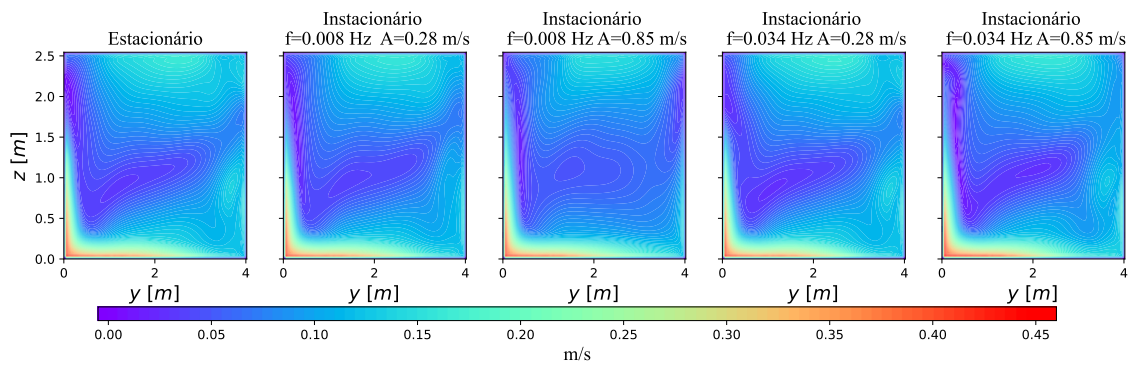 Estacionário
Instacionário
f=0.008 Hz  A=0.28 m/s
Instacionário
f=0.008 Hz A=0.85 m/s
Instacionário
f=0.034 Hz A=0.28 m/s
Instacionário
f=0.034 Hz A=0.85 m/s
z [m]
2.5
2.0
1.5
1.0
0.5
0.0
0 2 4
0 2 4
0 2 4
0 2 4
0 2 4
y [m]
y [m]
y [m]
y [m]
y [m]
0.00 0.05 0.10 0.15 0.20 0.25 0.30 0.35 0.40 0.45
m/s